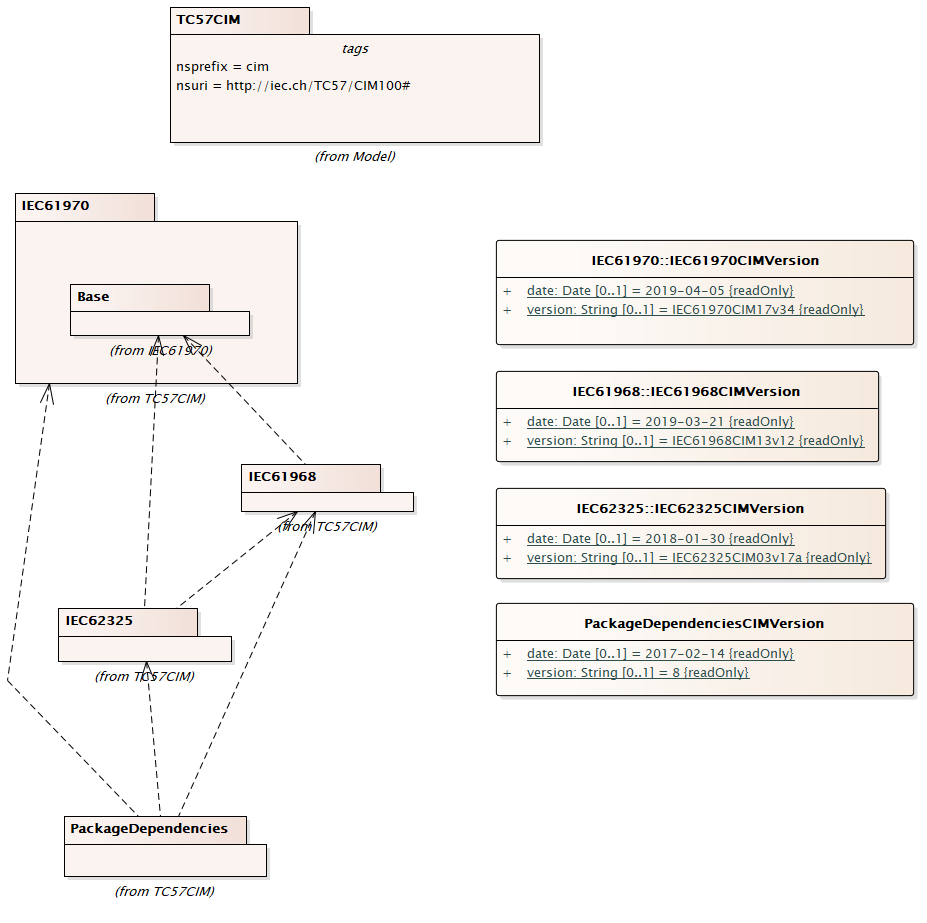 TC57CIM
tags
nsprefix = cim
nsuri = http://iec.ch/TC57/CIM100#
(from Model)
IEC61970
Base
(from IEC61970)
(from TC57CIM)
IEC61970::IEC61970CIMVersion
+ date: Date [0..1] = 2019-04-05 {readOnly}
+ version: String [0..1] = IEC61970CIM17v34 {readOnly}
IEC61968::IEC61968CIMVersion
+ date: Date [0..1] = 2019-03-21 {readOnly}
+ version: String [0..1] = IEC61968CIM13v12 {readOnly}
IEC61968
(from TC57CIM)
IEC62325::IEC62325CIMVersion
+ date: Date [0..1] = 2018-01-30 {readOnly}
+ version: String [0..1] = IEC62325CIM03v17a {readOnly}
IEC62325
(from TC57CIM)
PackageDependenciesCIMVersion
+ date: Date [0..1] = 2017-02-14 {readOnly}
+ version: String [0..1] = 8 {readOnly}
PackageDependencies
(from TC57CIM)